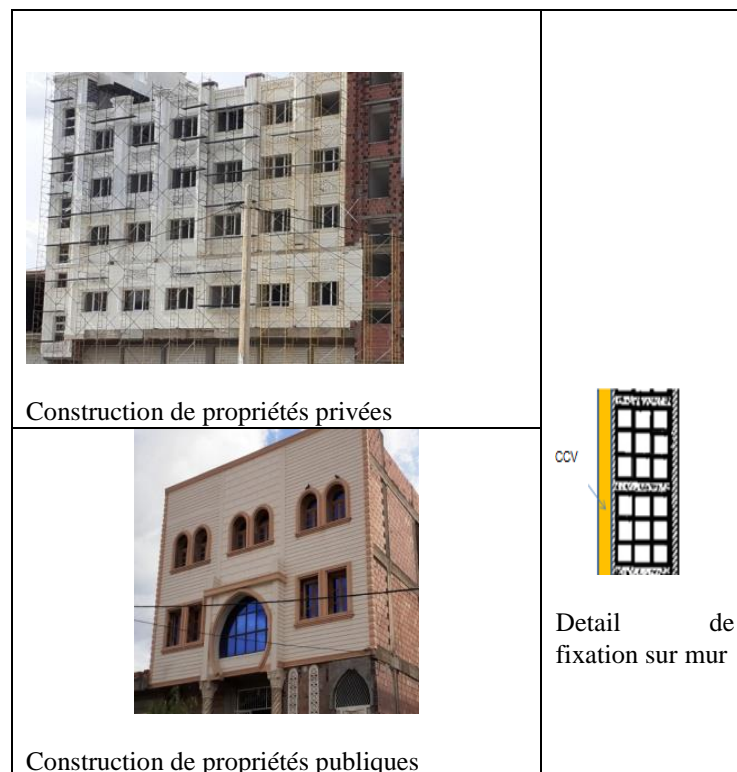 Construction de propriétés privées
Construction de propriétés publiques
CCV
Detail de
fixation sur mur